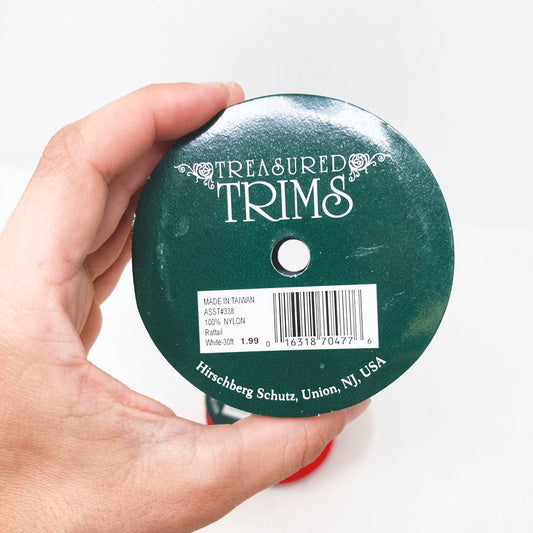 TREASURED
TRIMS
MADE IN TAIWAN
ASST#338
100% NYLON
Rattail
White-30ft 1.99
0 16318 70477 6
Hirschberg Schutz, Union, NJ, USA